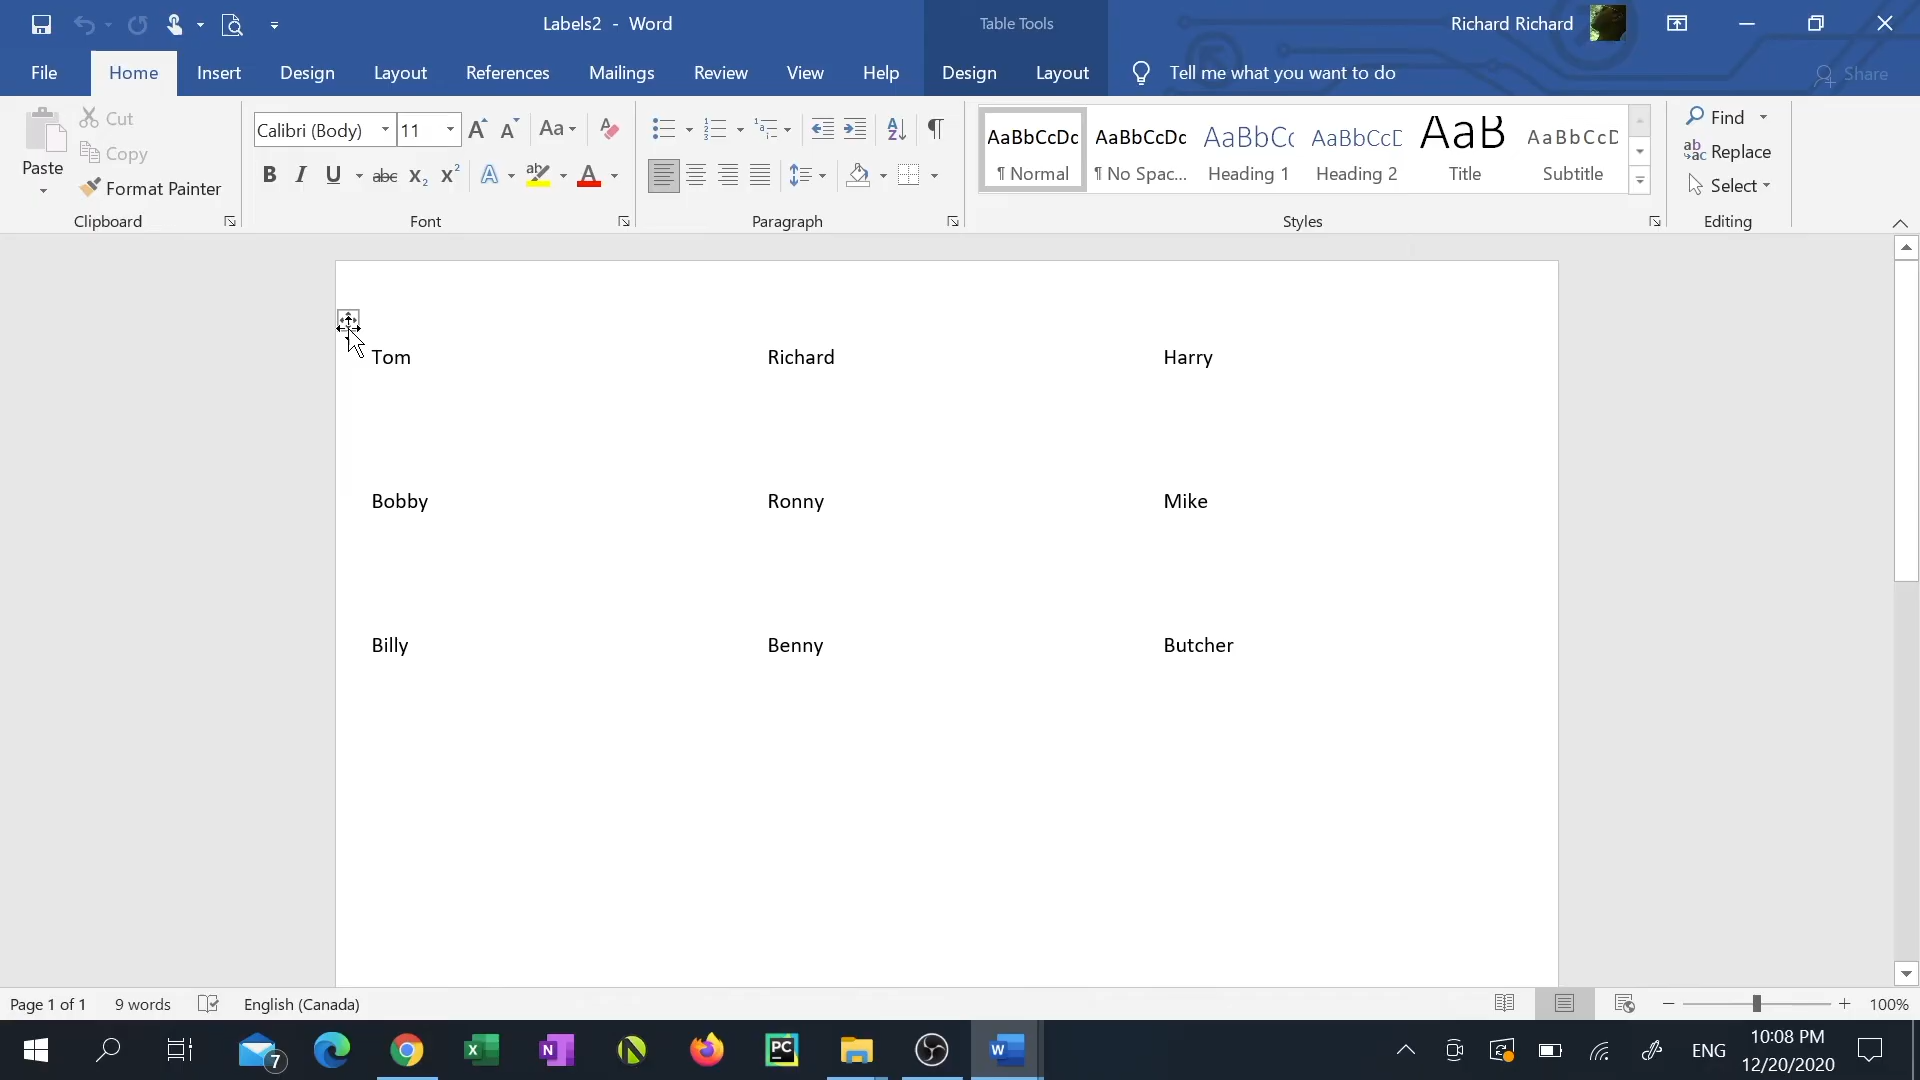 Labels2 - Word
Table Tools
Richard Richard
File Home Insert Design Layout References Mailings Review View Help Design Layout Tell me what you want to do Share
Paste
Cut
Copy
Format Painter
Clipboard
Calibri (Body) 11
Font
Paragraph
AaBbCcDc AaBbCcDc AaBbCc AaBbCcD AaB AaBbCcD
¶ Normal ¶ No Spac... Heading 1 Heading 2 Title Subtitle
Styles
Find
Replace
Select
Editing
Tom Richard Harry
Bobby Ronny Mike
Billy Benny Butcher
Page 1 of 1 9 words English (Canada) 100%
7
ENG
10:08 PM
12/20/2020